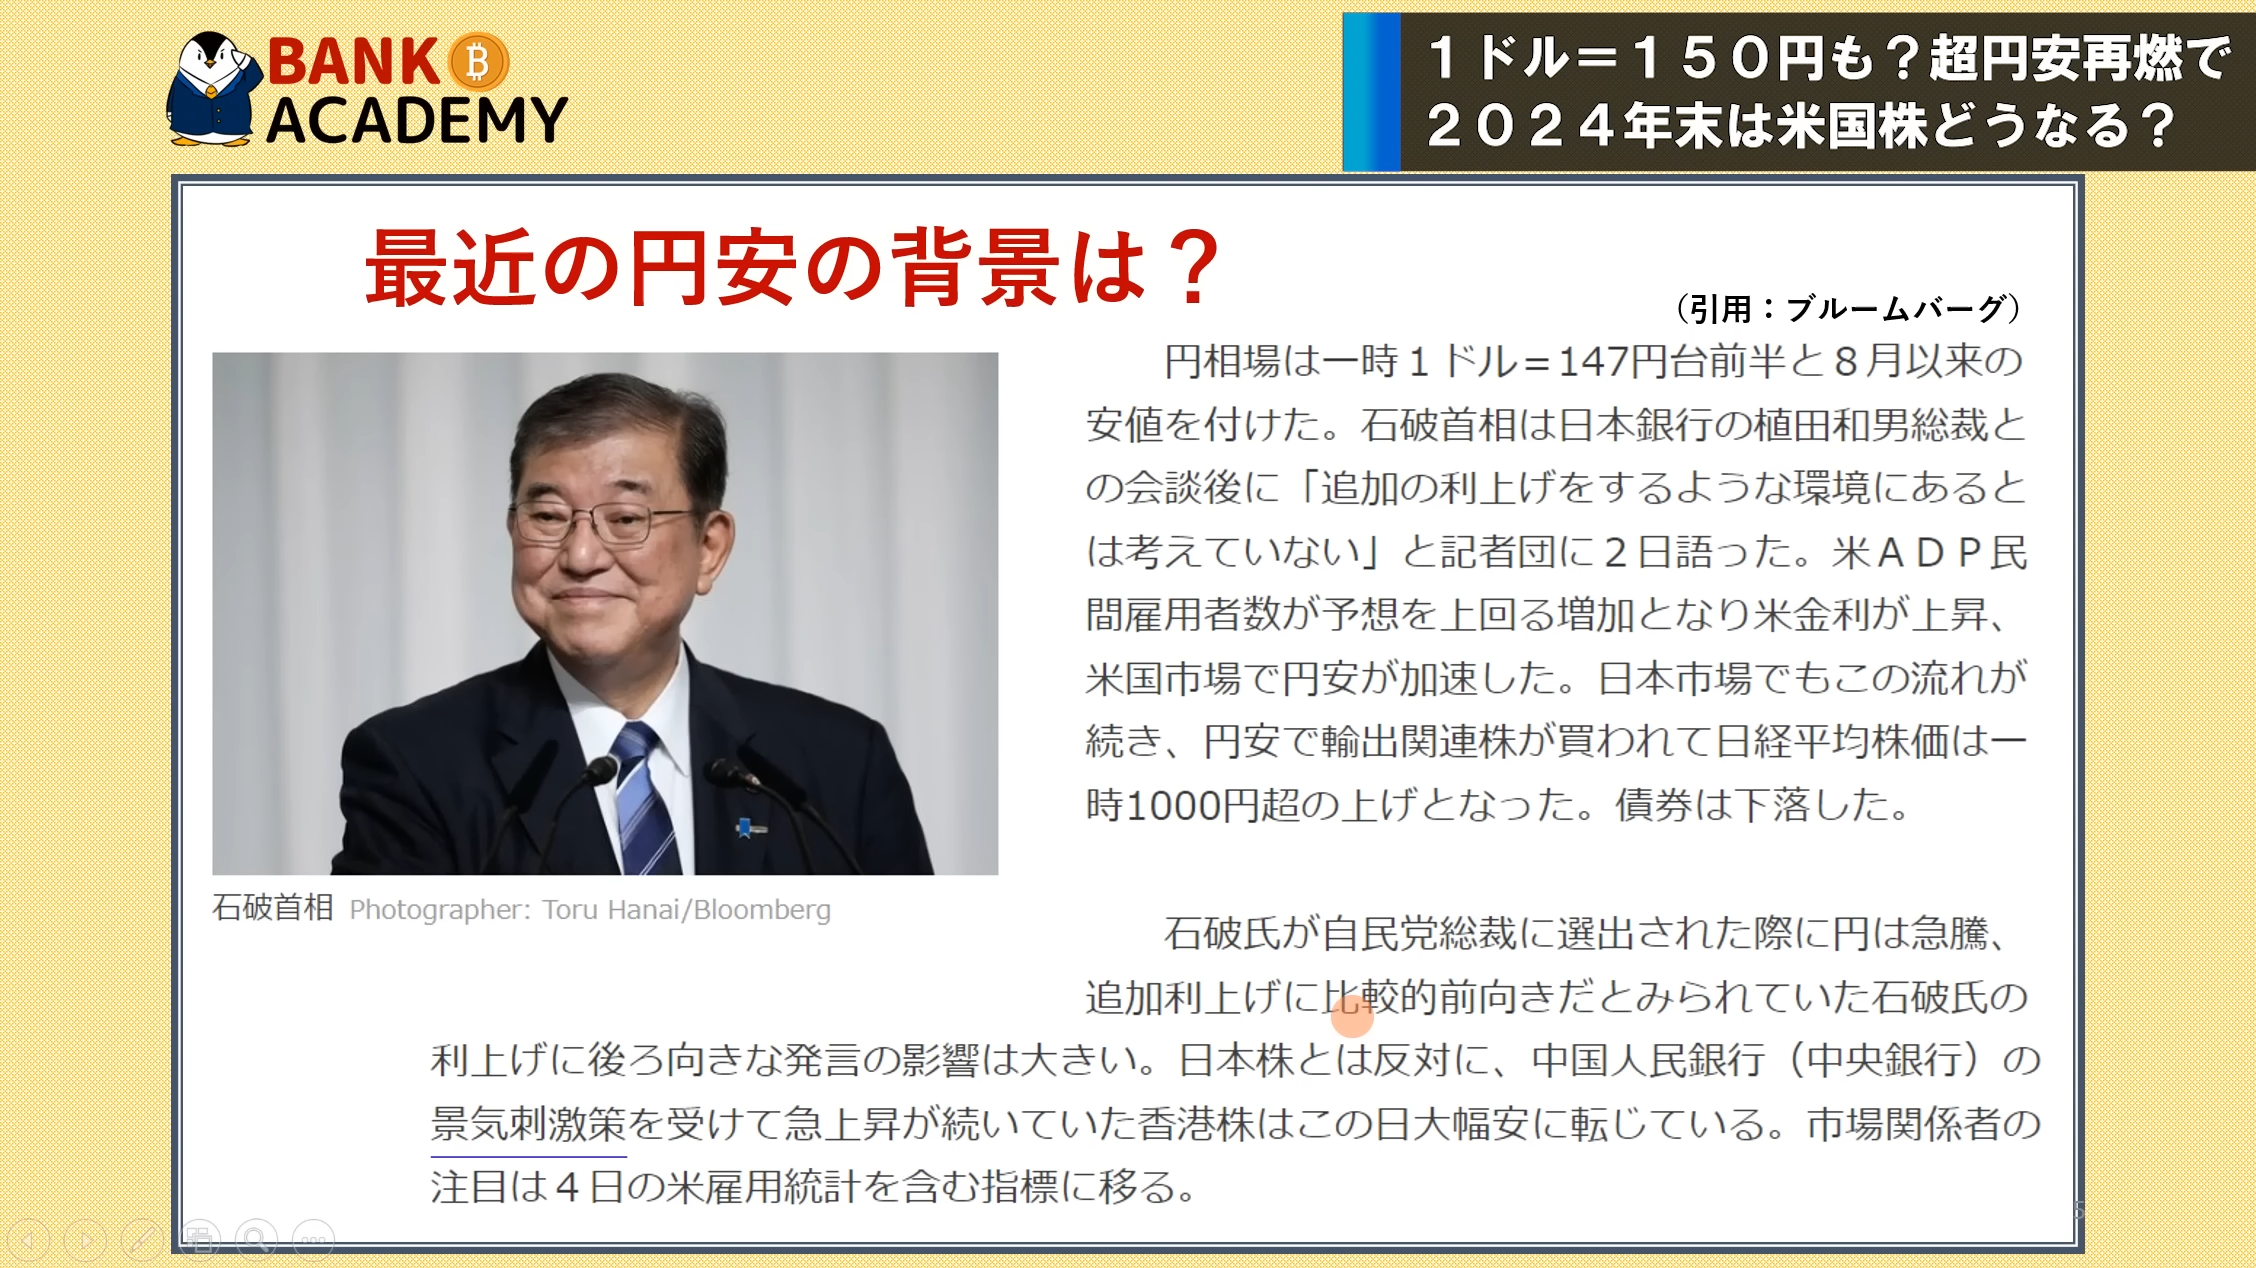 BANK
ACADEMY
１ドル＝１５０円も？超円安再燃で
２０２４年末は米国株どうなる？
最近の円安の背景は？
（引用：ブルームバーグ）
円相場は一時１ドル＝147円台前半と８月以来の
安値を付けた。石破首相は日本銀行の植田和男総裁と
の会談後に「追加の利上げをするような環境にあると
は考えていない」と記者団に２日語った。米ＡＤＰ民
間雇用者数が予想を上回る増加となり米金利が上昇、
米国市場で円安が加速した。日本市場でもこの流れが
続き、円安で輸出関連株が買われて日経平均株価は一
時1000円超の上げとなった。債券は下落した。
石破首相 Photographer: Toru Hanai/Bloomberg
石破氏が自民党総裁に選出された際に円は急騰、
追加利上げに比較的前向きだとみられていた石破氏の
利上げに後ろ向きな発言の影響は大きい。日本株とは反対に、中国人民銀行（中央銀行）の
景気刺激策を受けて急上昇が続いていた香港株はこの日大幅安に転じている。市場関係者の
注目は４日の米雇用統計を含む指標に移る。
5